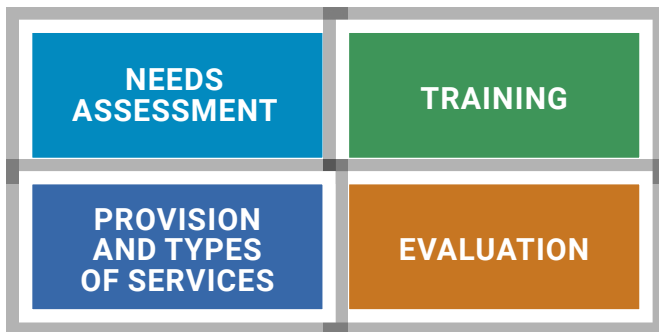 NEEDS
ASSESSMENT
TRAINING
PROVISION
AND TYPES
OF SERVICES
EVALUATION